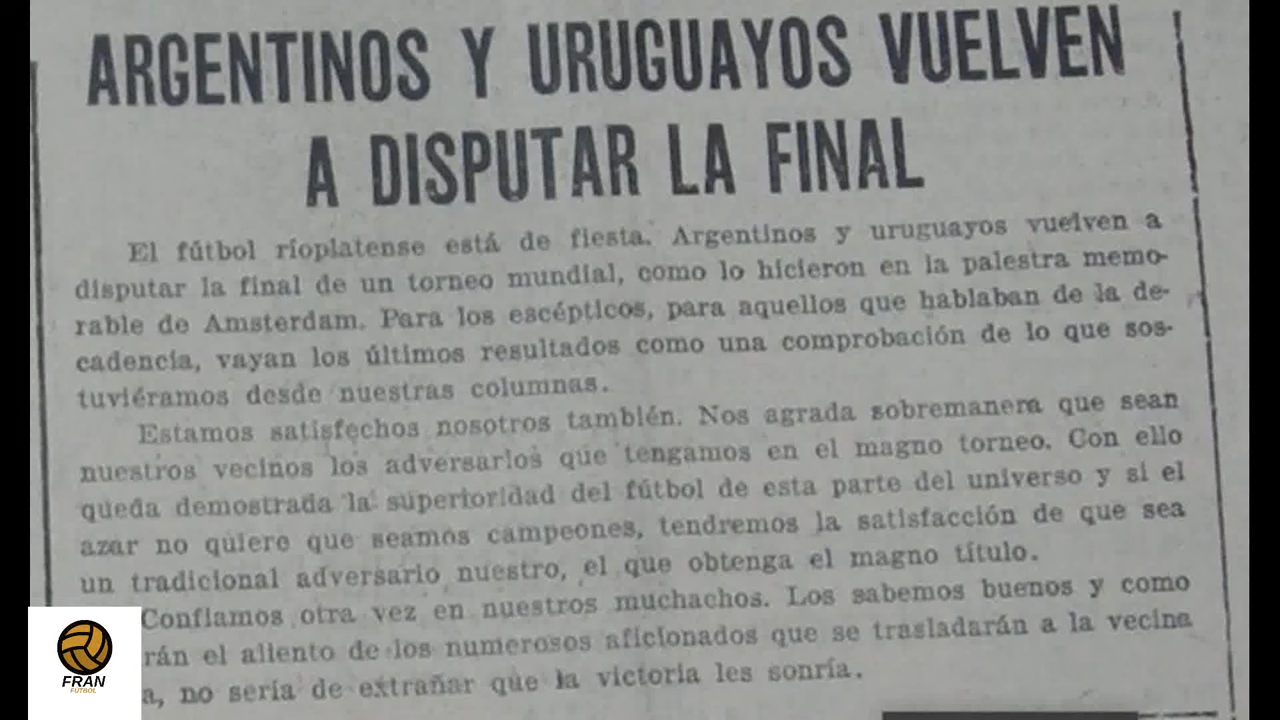 ARGENTINOS Y URUGUAYOS VUELVEN
A DISPUTAR LA FINAL
El fútbol ríoplatense está de fiesta. Argentinos y uruguayos vuelven a
disputar la final de un torneo mundial, como lo hicieron en la palestra memo-
rable de Amsterdam. Para los escépticos, para aquellos que hablaban de la de-
cadencia, vayan los últimos resultados como una comprobación de lo que sos-
tuviéramos desde nuestras columnas.
Estamos satisfechos nosotros también. Nos agrada sobremanera que sean
nuestros vecinos los adversarios que tengamos en el magno torneo. Con ello
queda demostrada la superioridad del fútbol de esta parte del universo y si el
azar no quiere que seamos campeones, tendremos la satisfacción de que sea
un tradicional adversario nuestro, el que obtenga el magno título.
Confiamos otra vez en nuestros muchachos. Los sabemos buenos y como
rán el aliento de los numerosos aficionados que se trasladarán a la vecina
a, no sería de extrañar que la victoria les sonría.
FRAN
FÚTBOL